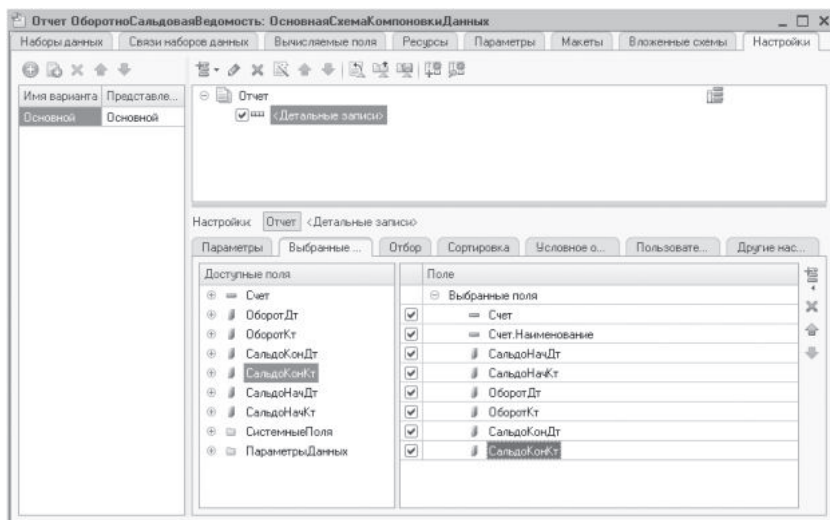 Отчет ОборотноСальдоваяВедомость: ОсновнаяСхемаКомпоновкиДанных
Наборы данных Связи наборов данных Вычисляемые поля Ресурсы Параметры Макеты Вложенные схемы Настройки
Имя варианта Представле...
Основной Основной
Отчет
<Детальные записи>
Настройки: Отчет <Детальные записи>
Параметры Выбранные ... Отбор Сортировка Условное о... Пользовате... Другие нас...
Доступные поля
Счет
ОборотДт
ОборотКт
СальдоКонДт
СальдоКонКт
СальдоНачДт
СальдоНачКт
СистемныеПоля
ПараметрыДанных
Поле
Выбранные поля
Счет
Счет.Наименование
СальдоНачДт
СальдоНачКт
ОборотДт
ОборотКт
СальдоКонДт
СальдоКонКт